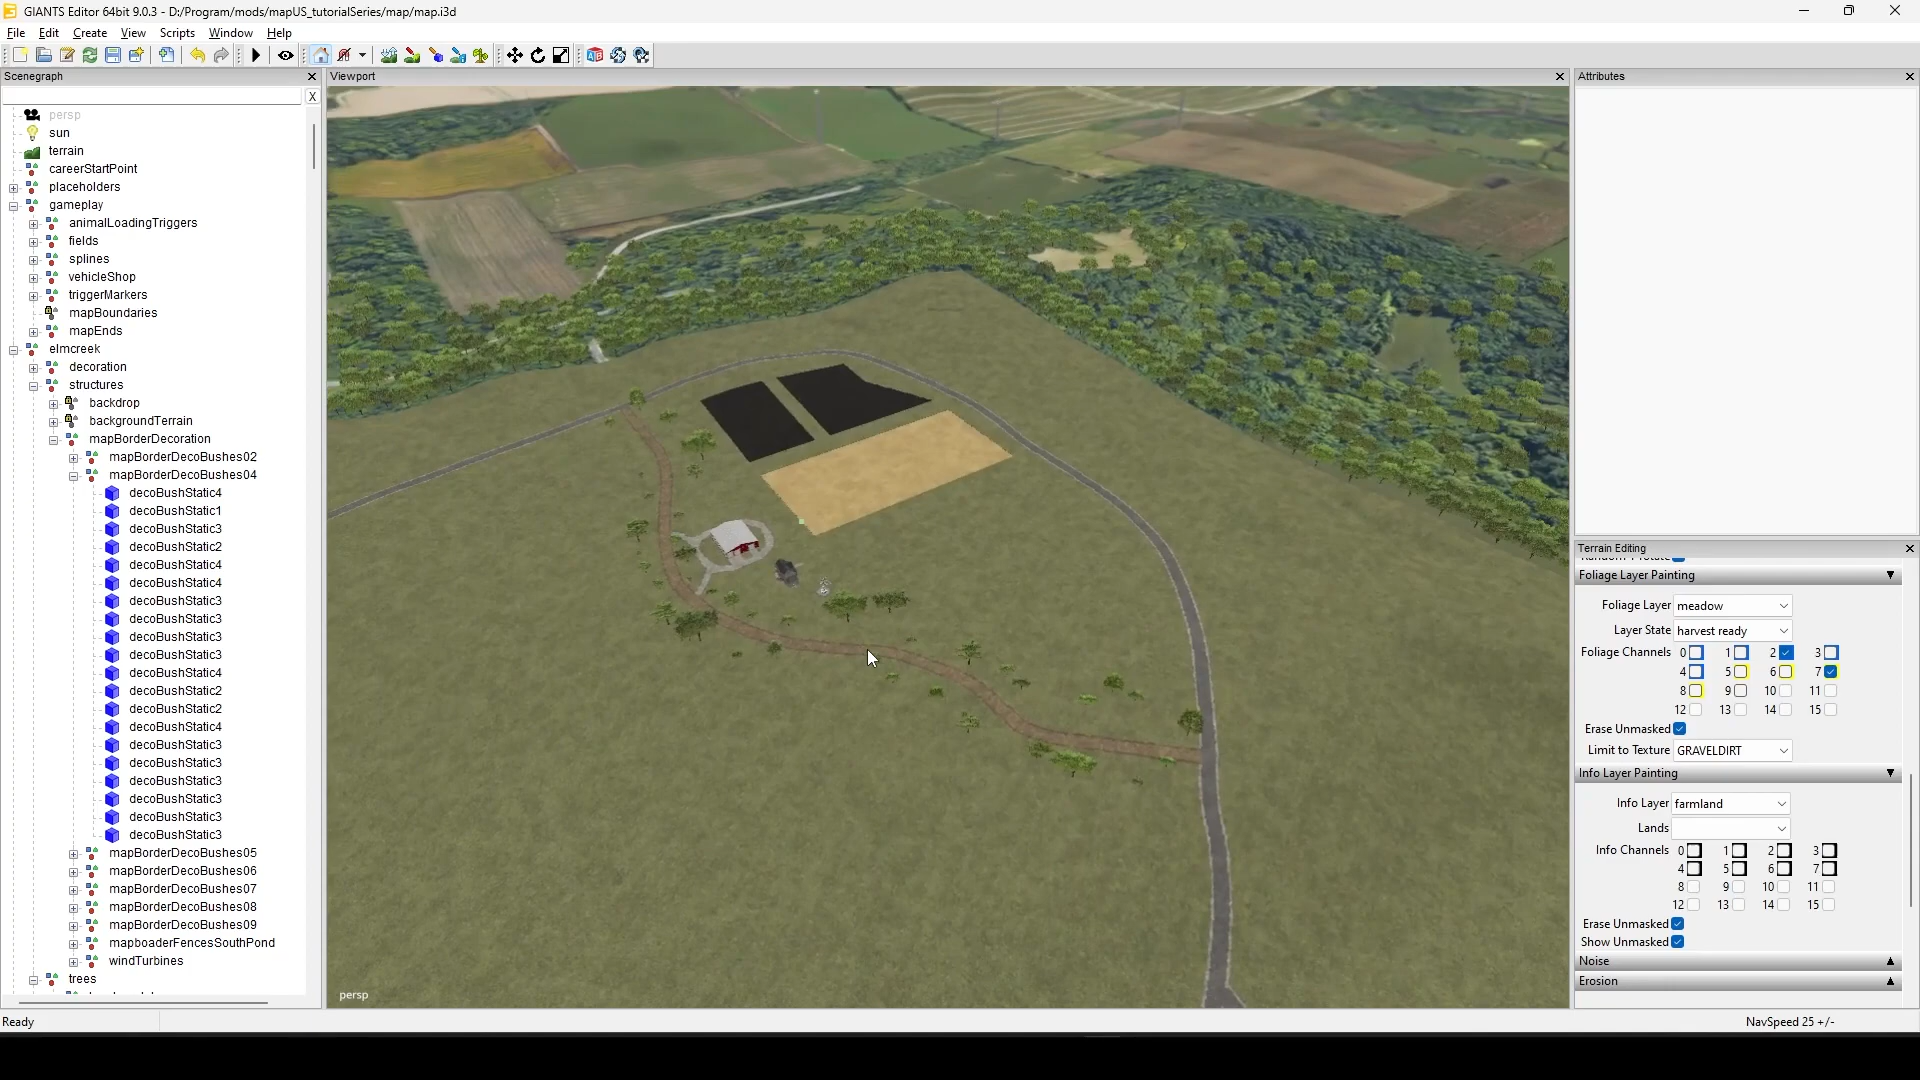 GIANTS Editor 64bit 9.0.3 - D:/Program/mods/mapUS_tutorialSeries/map/map.i3d
File Edit Create View Scripts Window Help
Scenegraph
X
persp
sun
terrain
careerStartPoint
placeholders
gameplay
animalLoadingTriggers
fields
splines
vehicleShop
triggerMarkers
mapBoundaries
mapEnds
elmcreek
decoration
structures
backdrop
backgroundTerrain
mapBorderDecoration
mapBorderDecoBushes02
mapBorderDecoBushes04
decoBushStatic4
decoBushStatic1
decoBushStatic3
decoBushStatic2
decoBushStatic4
decoBushStatic4
decoBushStatic3
decoBushStatic3
decoBushStatic3
decoBushStatic3
decoBushStatic4
decoBushStatic2
decoBushStatic2
decoBushStatic4
decoBushStatic3
decoBushStatic3
decoBushStatic3
decoBushStatic3
decoBushStatic3
decoBushStatic3
mapBorderDecoBushes05
mapBorderDecoBushes06
mapBorderDecoBushes07
mapBorderDecoBushes08
mapBorderDecoBushes09
mapboaderFencesSouthPond
windTurbines
trees
Viewport
persp
Attributes
Terrain Editing
Foliage Layer Painting
Foliage Layer meadow
Layer State harvest ready
Foliage Channels 0 1 2 3
4 5 6 7
8 9 10 11
12 13 14 15
Erase Unmasked
Limit to Texture GRAVELDIRT
Info Layer Painting
Info Layer farmland
Lands
Info Channels 0 1 2 3
4 5 6 7
8 9 10 11
12 13 14 15
Erase Unmasked
Show Unmasked
Noise
Erosion
Ready
NavSpeed 25 +/-